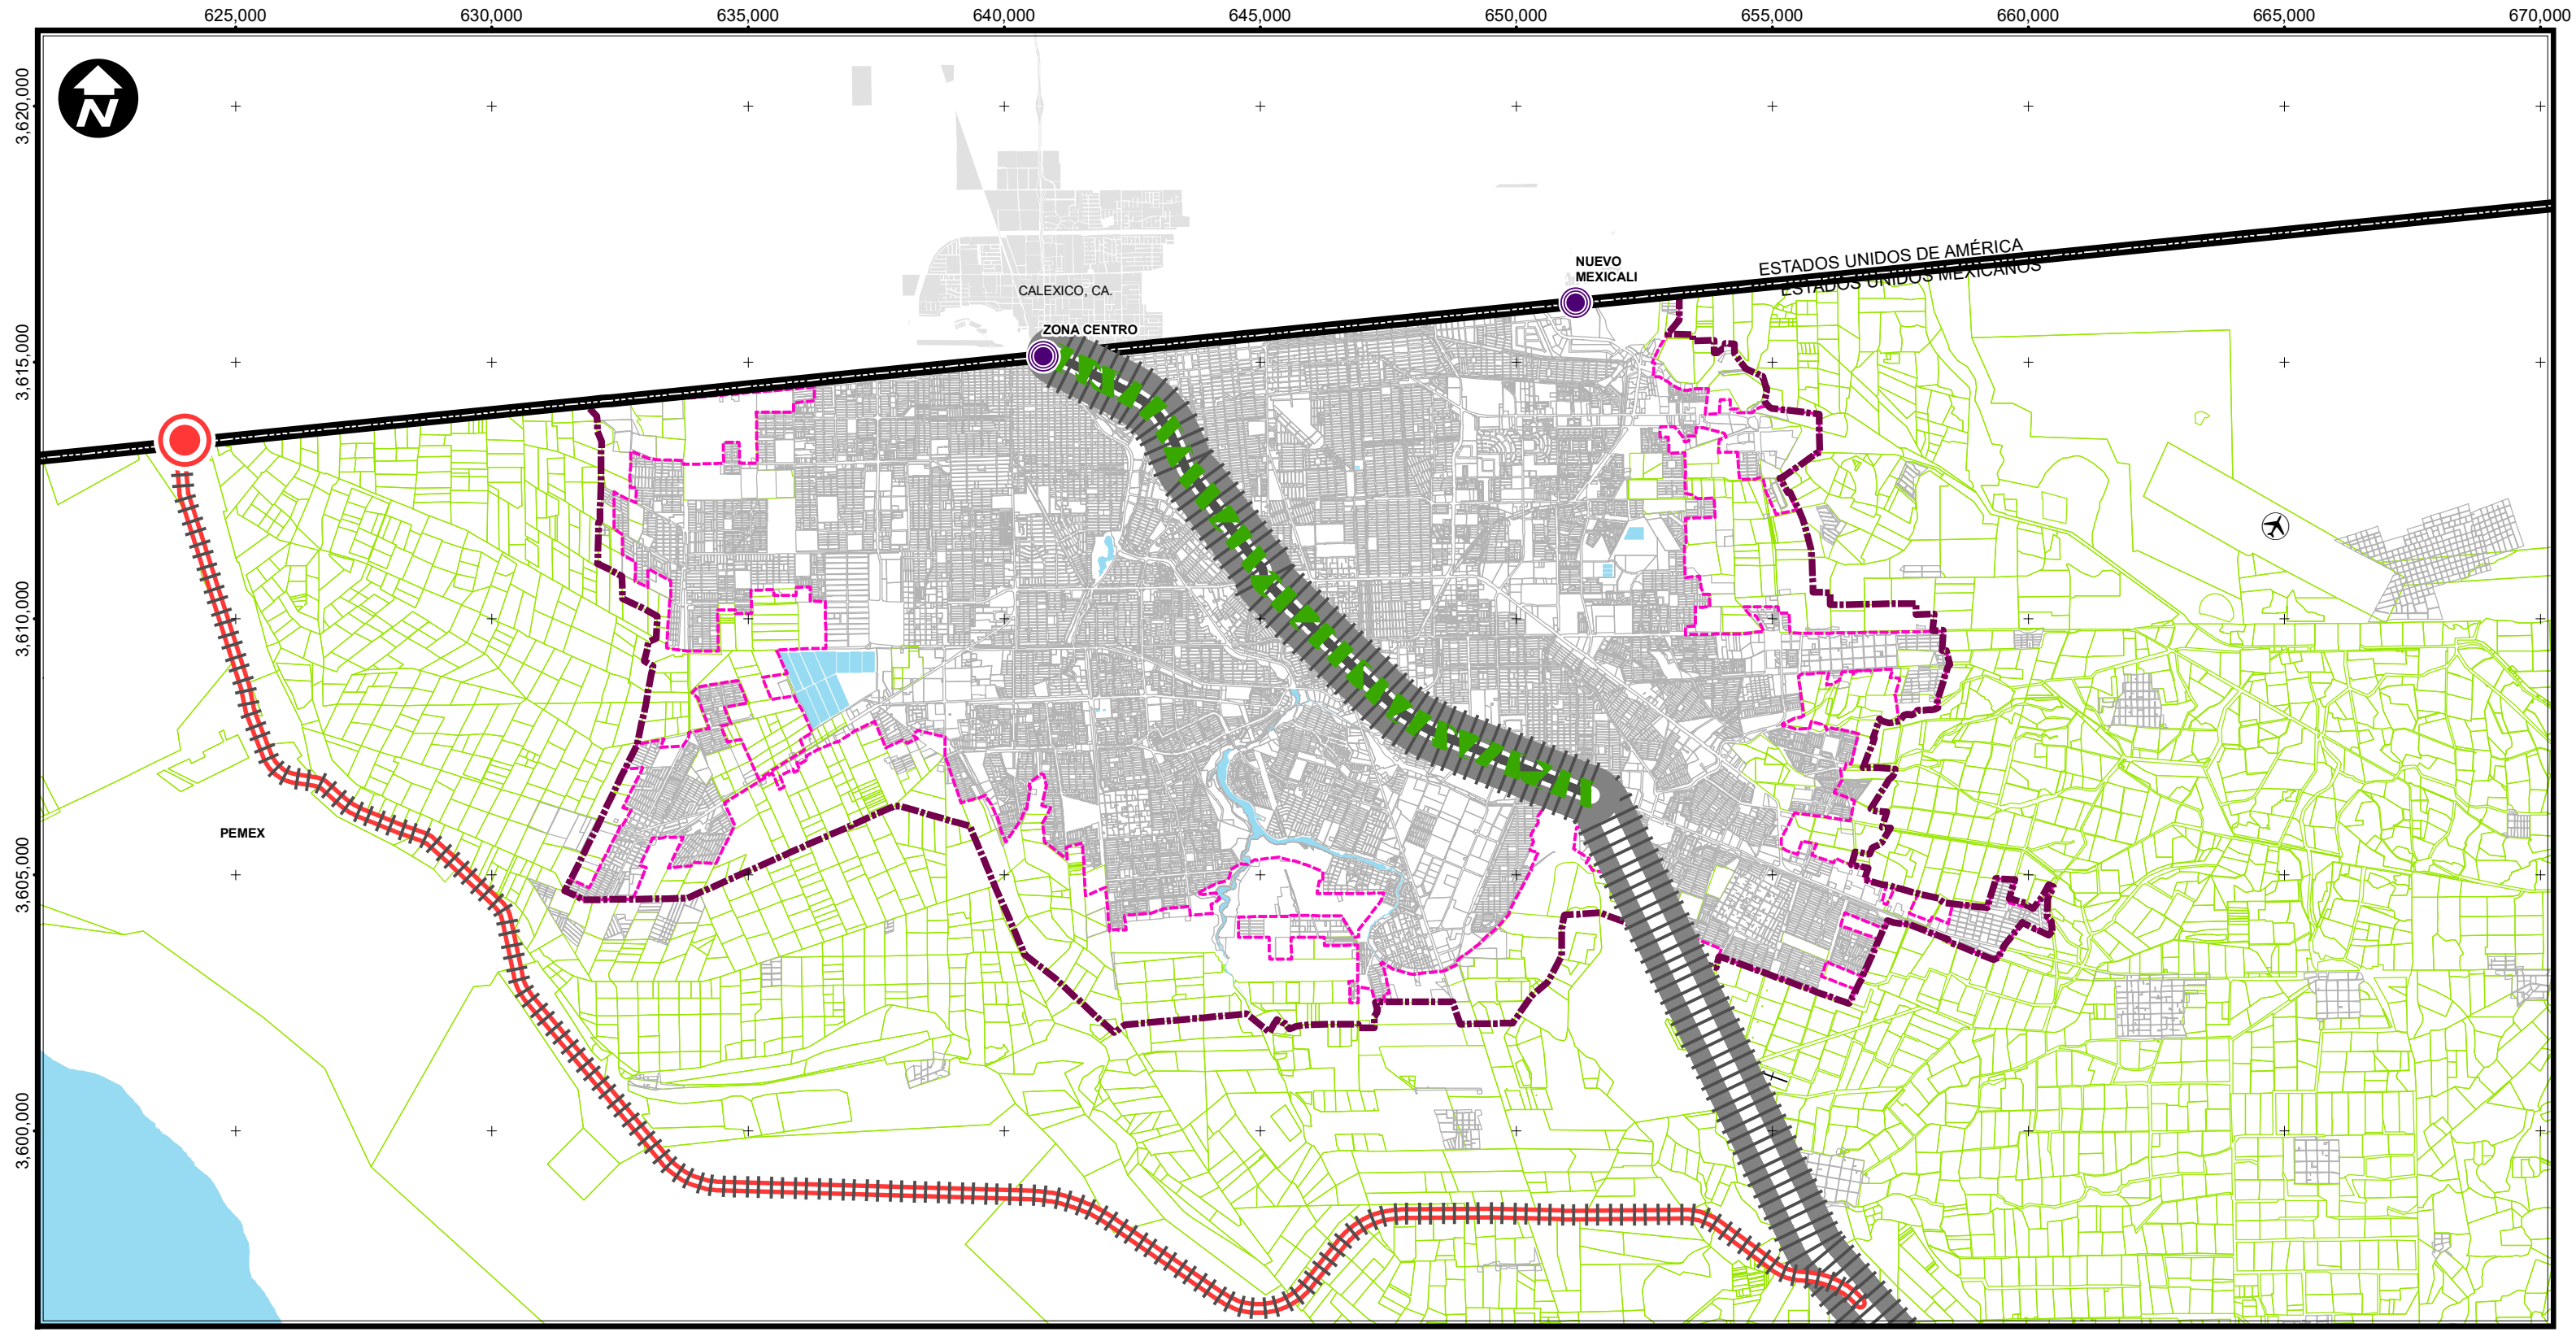 625,000 630,000 635,000 640,000 645,000 650,000 655,000 660,000 665,000 670,000
3,620,000
N
ESTADOS UNIDOS DE AMÉRICA
ESTADOS UNIDOS MEXICANOS
NUEVO
MEXICALI
CALEXICO, CA.
ZONA CENTRO
3,615,000
3,610,000
PEMEX
3,605,000
3,600,000